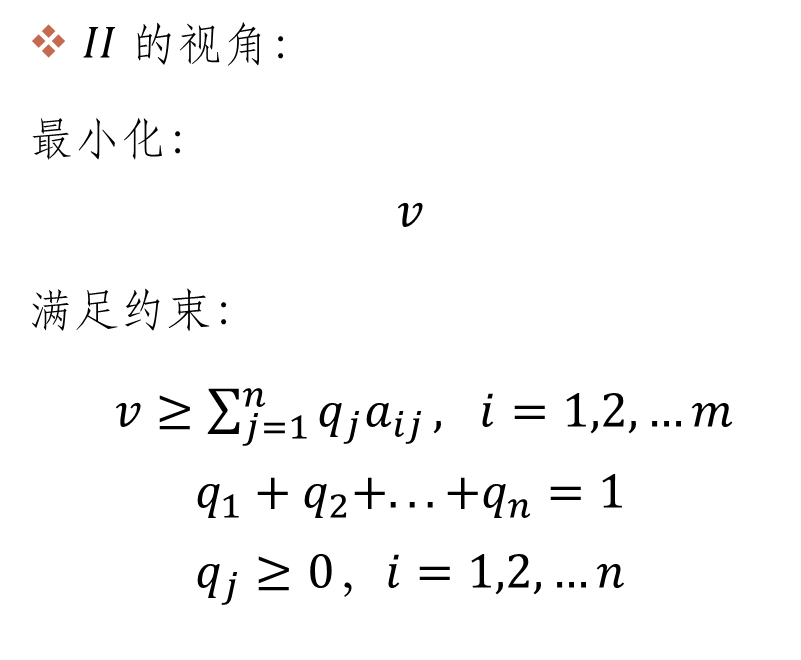 ❖ II 的视角：
最小化：
v
满足约束：
v ≥ ∑_{j=1}^{n} q_j a_{ij} , i = 1,2, … m
q_1 + q_2+. . . +q_n = 1
q_j ≥ 0 , i = 1,2, … n